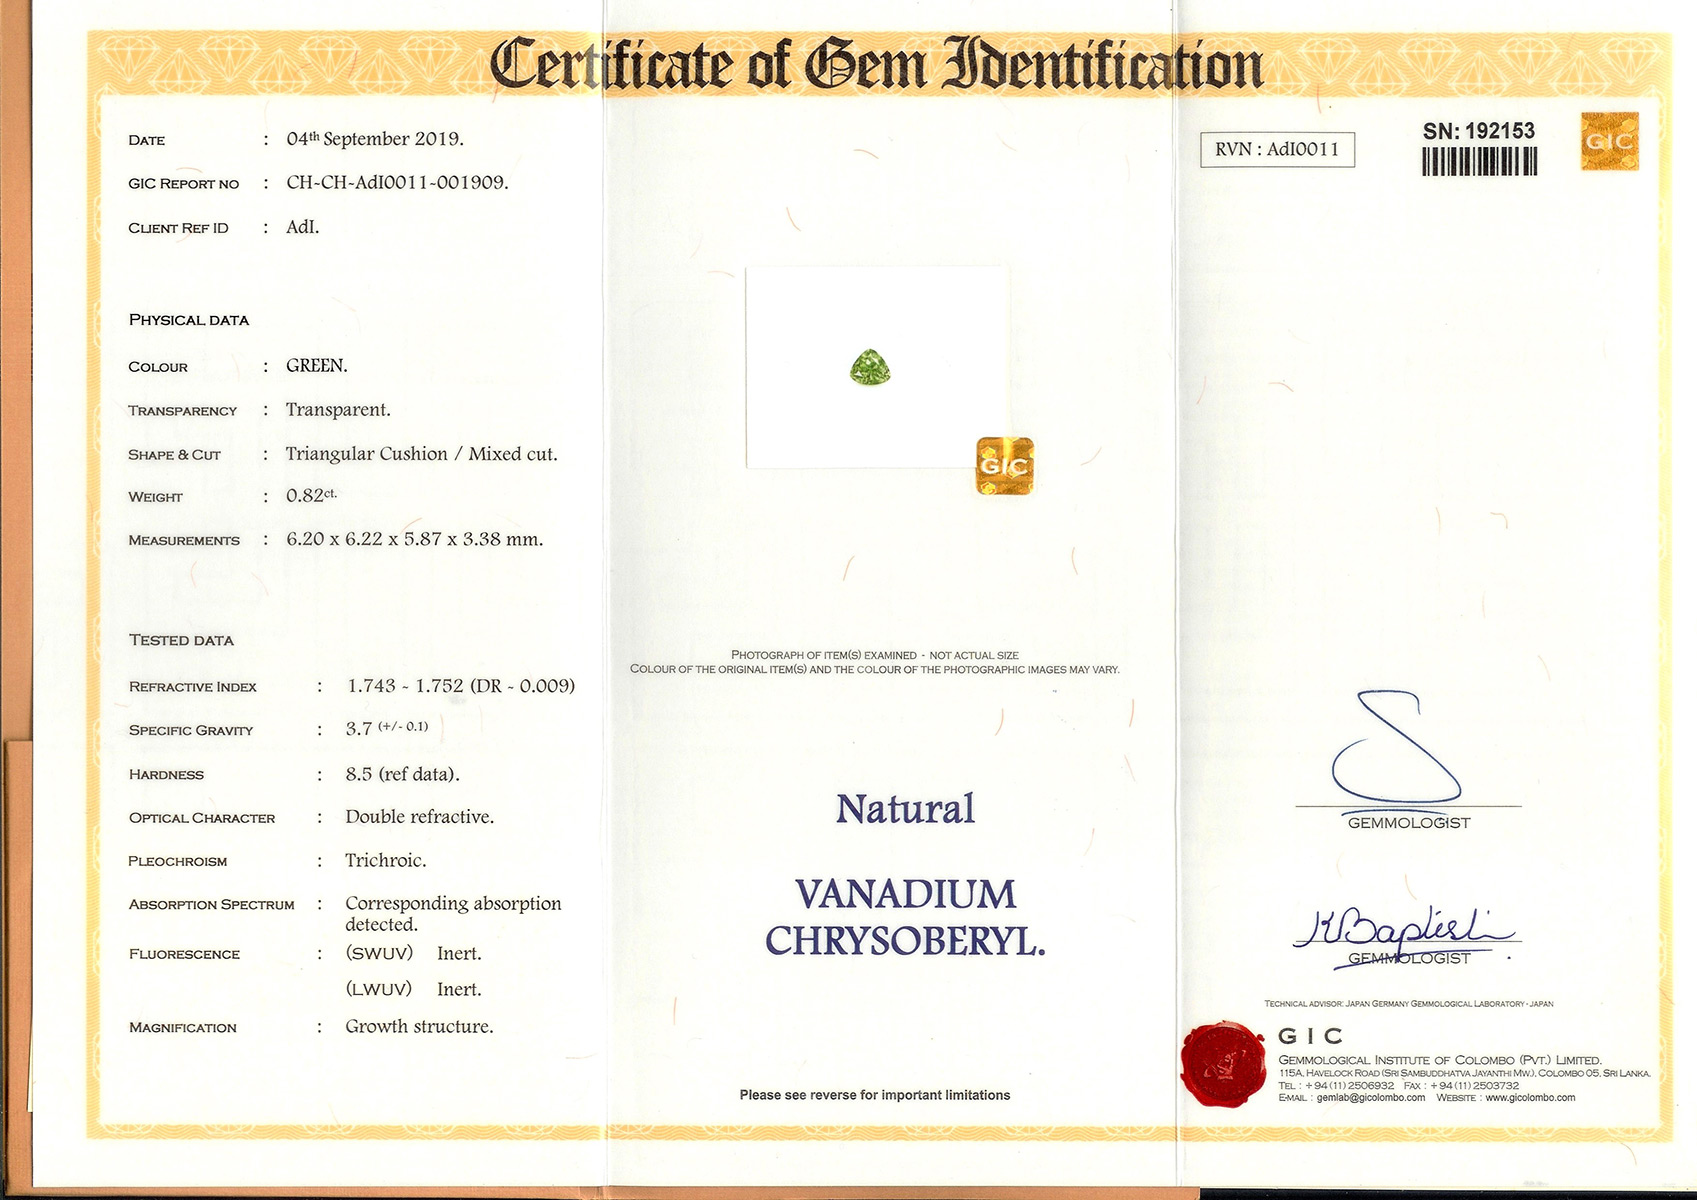 Certificate of Gem Identification
DATE : 04th September 2019.
GIC REPORT NO : CH~CH~AdI0011~001909.
CLIENT REF ID : AdI.
PHYSICAL DATA
COLOUR : GREEN.
TRANSPARENCY : Transparent.
SHAPE & CUT : Triangular Cushion / Mixed cut.
WEIGHT : 0.82ct.
MEASUREMENTS : 6.20 x 6.22 x 5.87 x 3.38 mm.
TESTED DATA
REFRACTIVE INDEX : 1.743 ~ 1.752 (DR ~ 0.009)
SPECIFIC GRAVITY : 3.7 (+/- 0.1)
HARDNESS : 8.5 (ref data).
OPTICAL CHARACTER : Double refractive.
PLEOCHROISM : Trichroic.
ABSORPTION SPECTRUM : Corresponding absorption
detected.
FLUORESCENCE : (SWUV) Inert.
(LWUV) Inert.
MAGNIFICATION : Growth structure.
GIC
PHOTOGRAPH OF ITEM(S) EXAMINED - NOT ACTUAL SIZE
COLOUR OF THE ORIGINAL ITEM(S) AND THE COLOUR OF THE PHOTOGRAPHIC IMAGES MAY VARY.
Natural
VANADIUM
CHRYSOBERYL.
Please see reverse for important limitations
RVN : AdI0011
SN: 192153
GIC
GEMMOLOGIST
KBaptisti
GEMMOLOGIST
TECHNICAL ADVISOR: JAPAN GERMANY GEMMOLOGICAL LABORATORY - JAPAN
GIC
GEMMOLOGICAL INSTITUTE OF COLOMBO (PVT.) LIMITED.
115A, HAVELOCK ROAD (SRI SAMBUDDHATVA JAYANTHI MW.), COLOMBO 05, SRI LANKA.
TEL : +94 (11) 2506932 FAX : +94 (11) 2503732
E-MAIL : gemlab@gicolombo.com WEBSITE : www.gicolombo.com